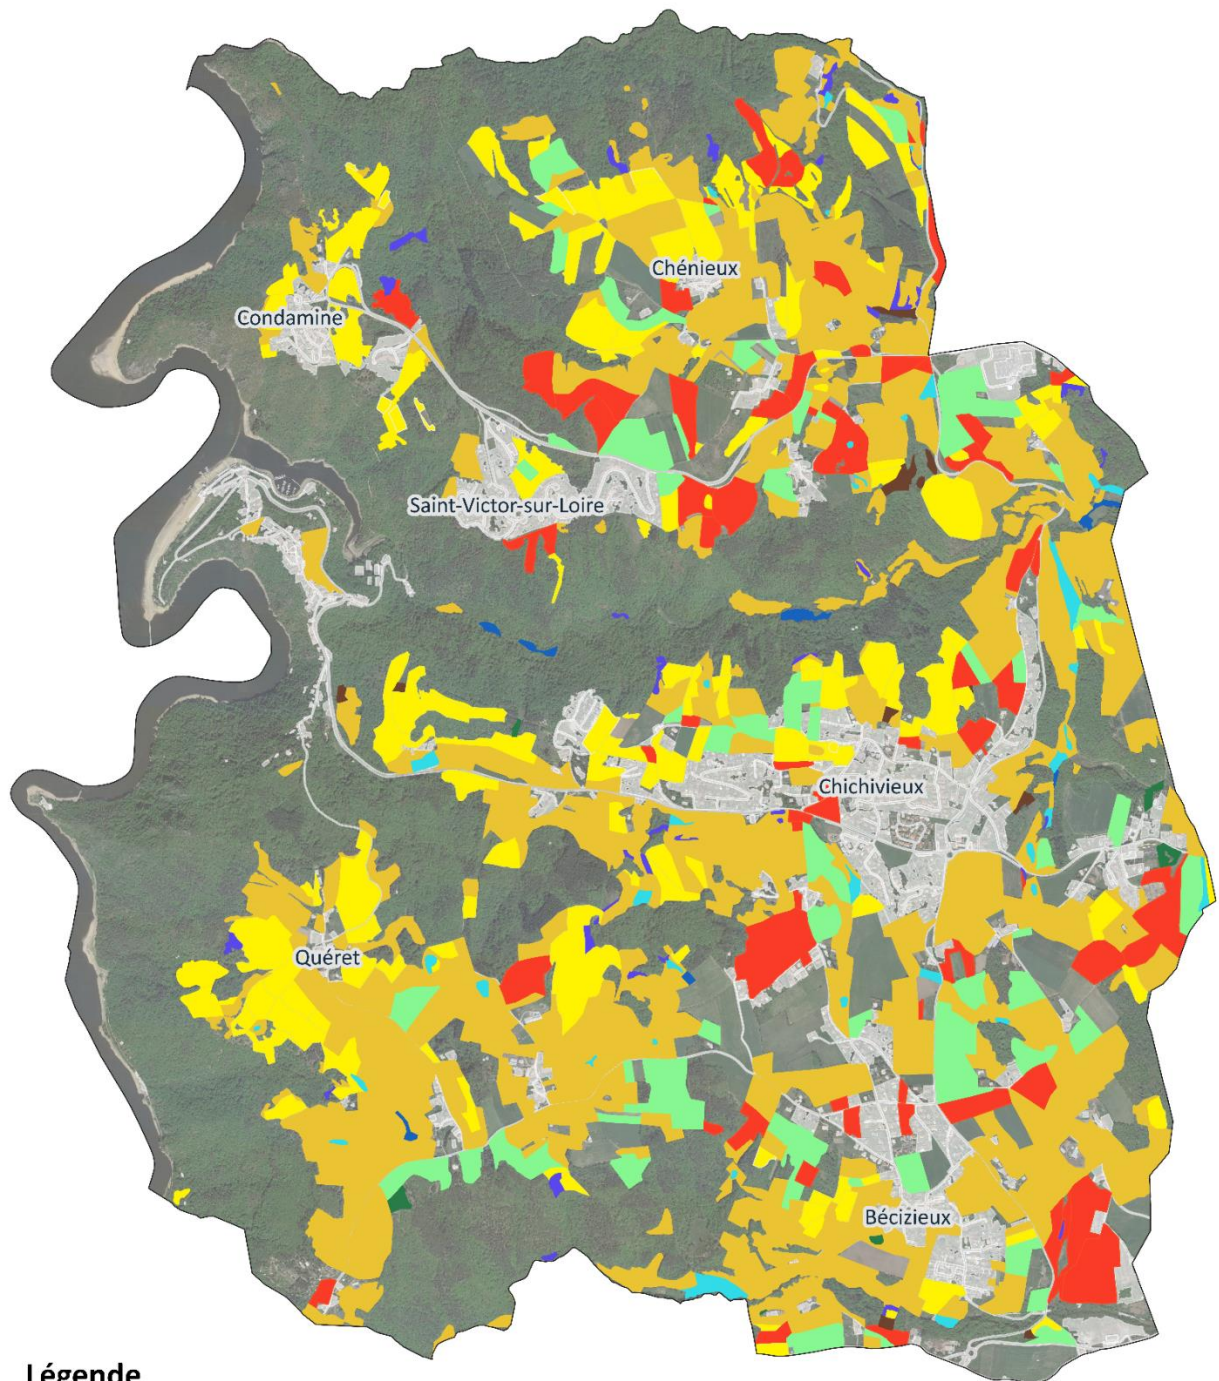 Chénieux
Condamine
Saint-Victor-sur-Loire
Chichivieux
Quéret
Bécizieux
Légende